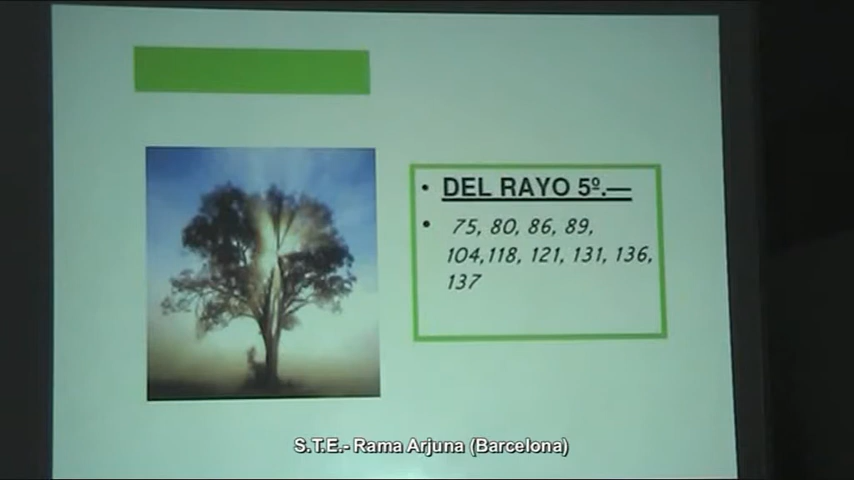 DEL RAYO 5º.—
75, 80, 86, 89,
104,118, 121, 131, 136,
137
S.T.E.- Rama Arjuna (Barcelona)